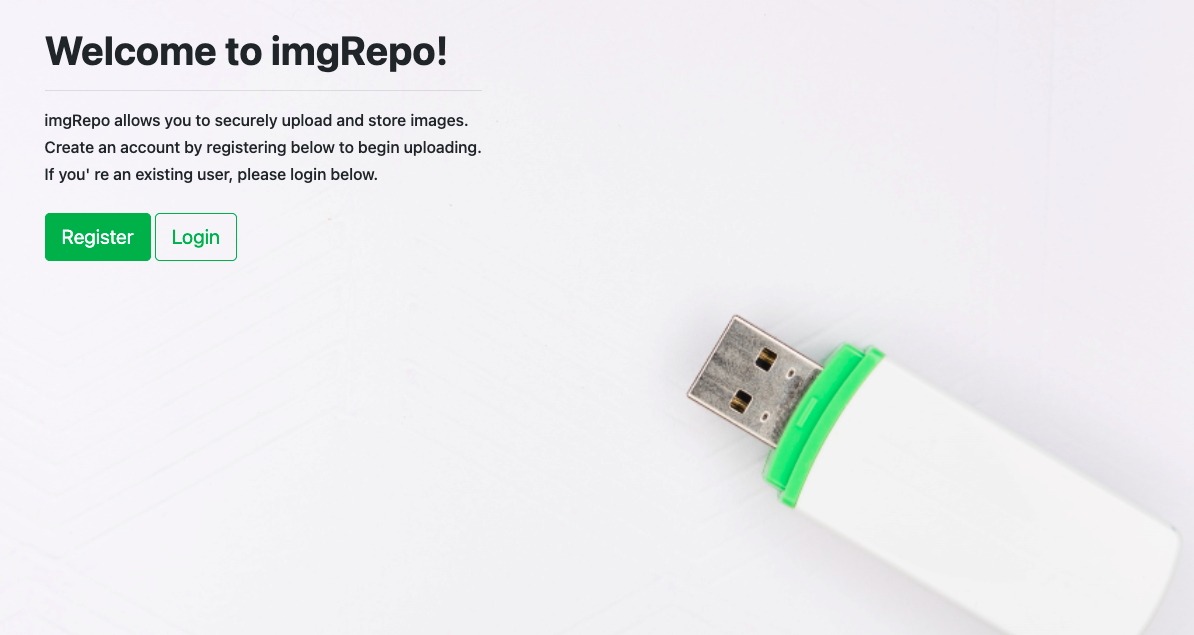 Welcome to imgRepo!
imgRepo allows you to securely upload and store images.
Create an account by registering below to begin uploading.
If you' re an existing user, please login below.
Register Login